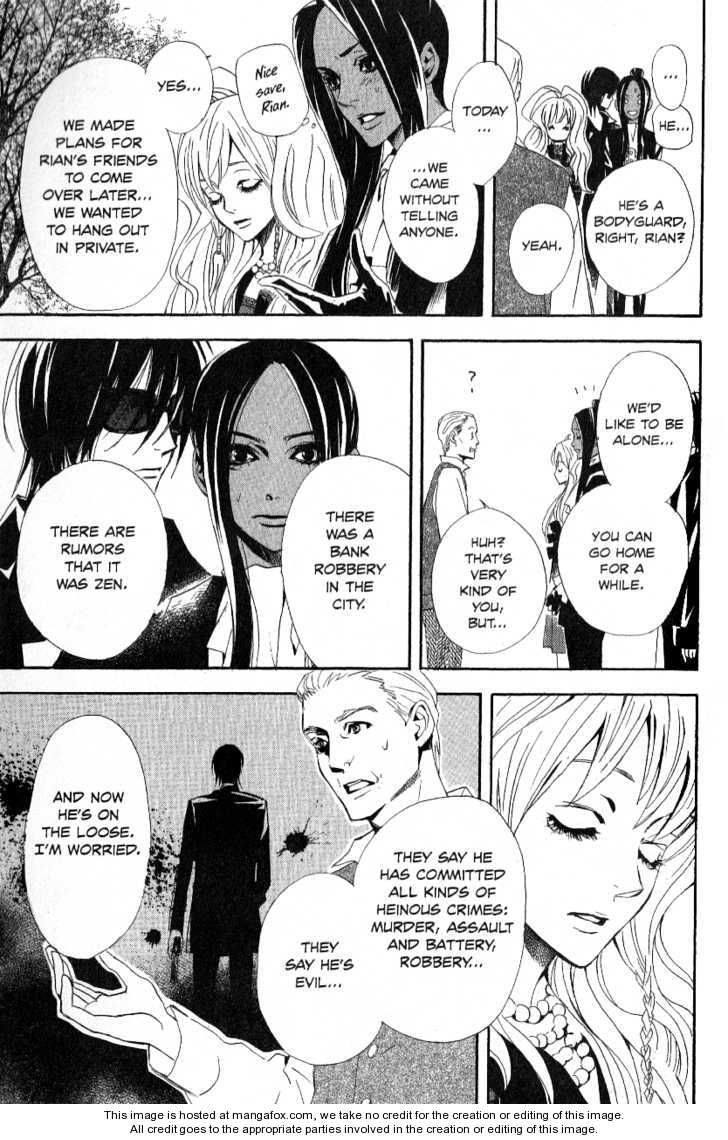 ...
HE...
HE'S A
BODYGUARD,
RIGHT, RIAN?
YEAH.
TODAY
...
...WE
CAME
WITHOUT
TELLING
ANYONE.
Nice
save,
Rian.
YES...
WE MADE
PLANS FOR
RIAN'S FRIENDS
TO COME
OVER LATER...
WE WANTED
TO HANG OUT
IN PRIVATE.
WE'D
LIKE TO BE
ALONE...
YOU CAN
GO HOME
FOR A
WHILE.
?
HUH?
THAT'S
VERY
KIND OF
YOU,
BUT...
THERE
WAS A
BANK
ROBBERY
IN THE
CITY.
THERE ARE
RUMORS
THAT IT
WAS ZEN.
THEY SAY HE
HAS COMMITTED
ALL KINDS OF
HEINOUS CRIMES:
MURDER, ASSAULT
AND BATTERY,
ROBBERY...
THEY
SAY HE'S
EVIL...
AND NOW
HE'S ON
THE LOOSE.
I'M WORRIED.
This image is hosted at mangafox.com, we take no credit for the creation or editing of this image.
All credit goes to the appropriate parties involved in the creation or editing of this image.